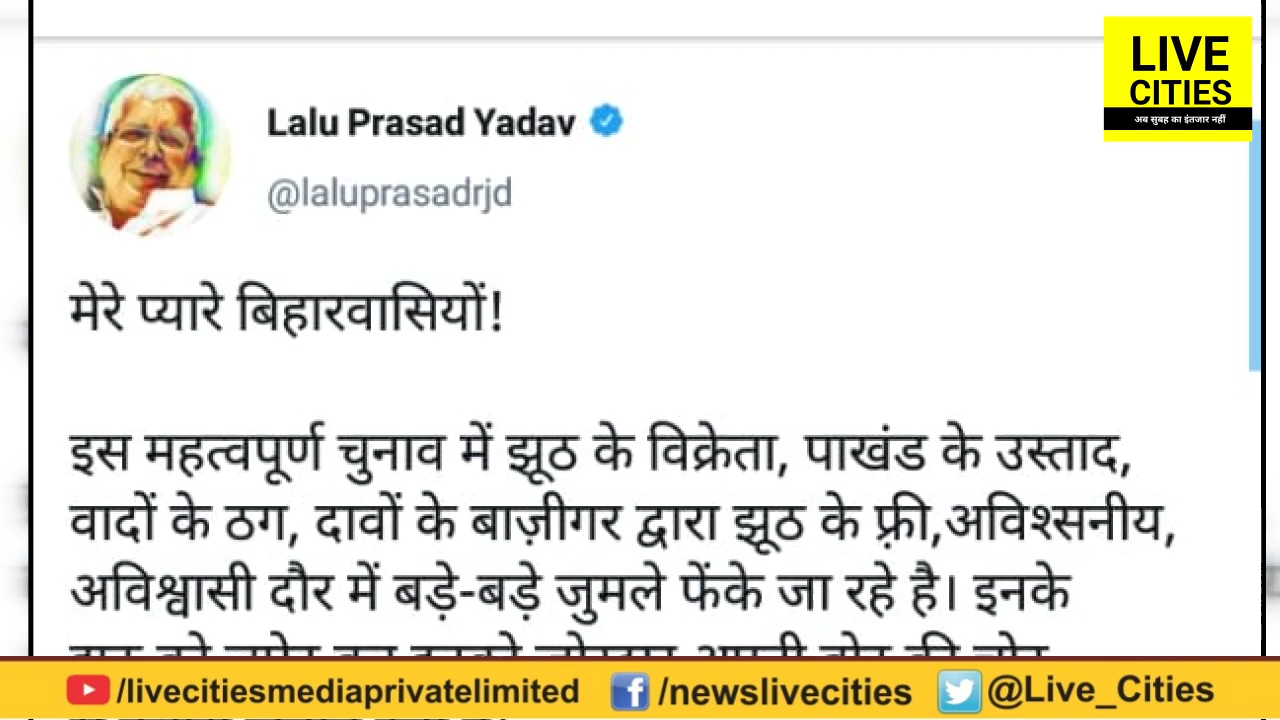 LIVE
CITIES
अब सुबह का इंतजार नहीं
Lalu Prasad Yadav
@laluprasadrjd
मेरे प्यारे बिहारवासियों!
इस महत्वपूर्ण चुनाव में झूठ के विक्रेता, पाखंड के उस्ताद,
वादों के ठग, दावों के बाज़ीगर द्वारा झूठ के फ़्री,अविश्सनीय,
अविश्वासी दौर में बड़े-बड़े जुमले फेंके जा रहे है। इनके
/livecitiesmediaprivatelimited
/newslivecities
@Live_Cities